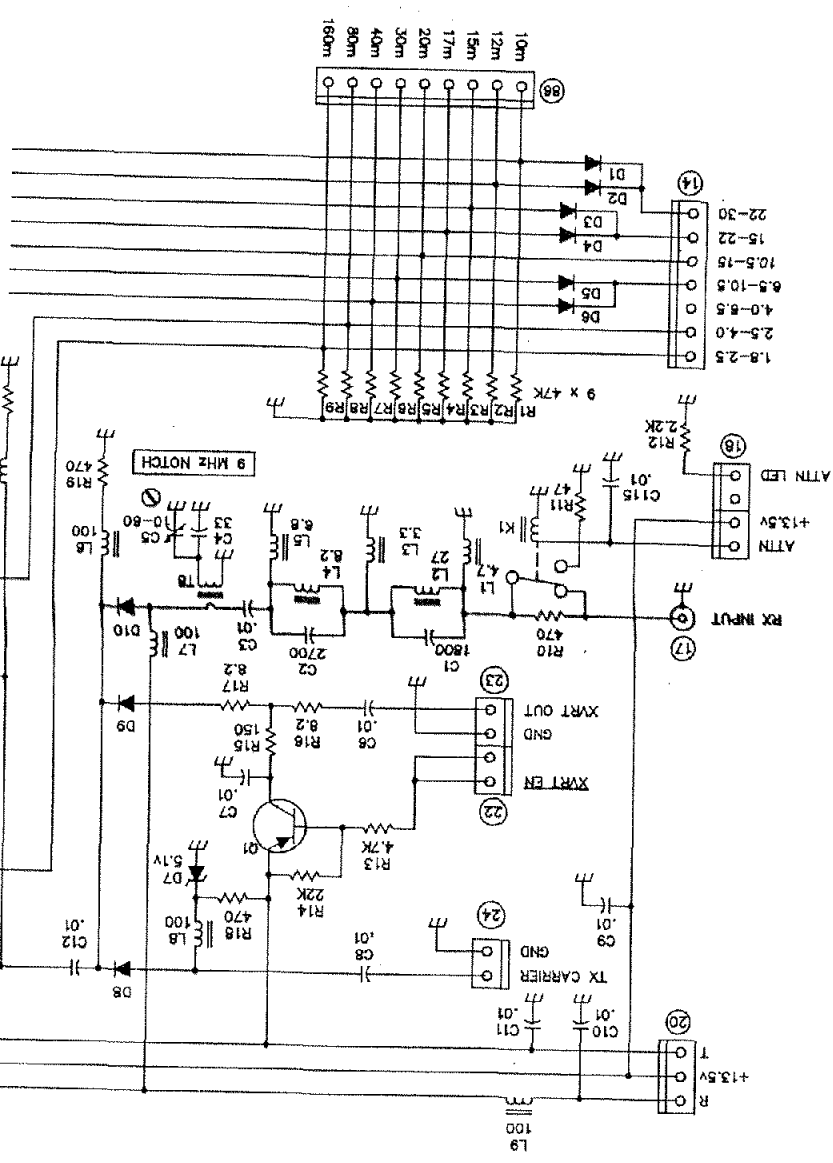 160m
80m
40m
30m
20m
17m
15m
12m
10m
86
D1
D2
D3
D4
D5
D6
14
22-30
15-22
10.5-15
6.5-10.5
4.0-6.5
2.5-4.0
1.8-2.5
R9
R8
R7
R6
R5
R4
R3
R2
R1
9 x 47K
R12
2.2K
18
ATTN LED
+13.5v
ATTN
R19
470
9 MHz NOTCH
L6
100
C5
10-60
C4
33
T8
L5
6.8
L4
8.2
L3
3.3
L2
27
L1
4.7
K1
R11
47
C115
.01
D10
L7
100
C3
.01
C2
2700
C1
1800
R10
470
RX INPUT
17
D9
R17
8.2
R15
150
R16
8.2
C6
.01
23
XVRT OUT
GND
XVRT EN
22
C7
.01
Q1
R13
4.7K
D7
5.1v
R14
22K
R18
470
L8
100
C12
.01
D8
C8
.01
24
GND
TX CARRIER
C9
.01
C11
.01
C10
.01
20
T
+13.5v
R
L9
100